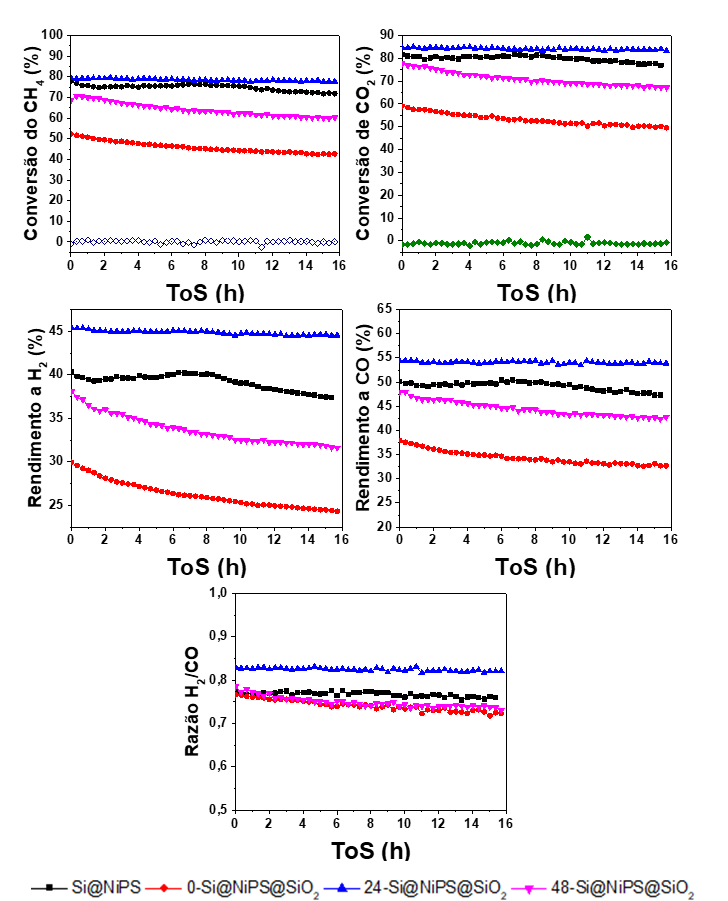 Conversão do CH4 (%)
100
90
80
70
60
50
40
30
20
10
0
0 2 4 6 8 10 12 14 16
ToS (h)
Conversão de CO2 (%)
90
80
70
60
50
40
30
20
10
0
0 2 4 6 8 10 12 14 16
ToS (h)
Rendimento a H2 (%)
45
40
35
30
25
0 2 4 6 8 10 12 14 16
ToS (h)
Rendimento a CO (%)
65
60
55
50
45
40
35
30
25
20
0 2 4 6 8 10 12 14 16
ToS (h)
Razão H2/CO
1,0
0,9
0,8
0,7
0,6
0,5
0 2 4 6 8 10 12 14 16
ToS (h)
Si@NiPS 0-Si@NiPS@SiO2 24-Si@NiPS@SiO2 48-Si@NiPS@SiO2